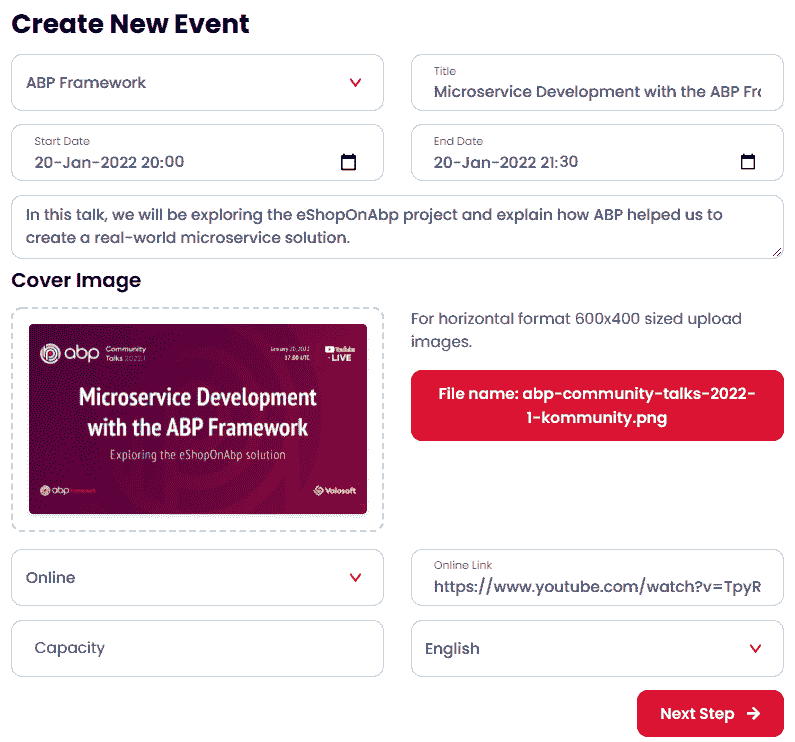 Create New Event
ABP Framework
Title
Microservice Development with the ABP Fr
Start Date
20-Jan-2022 20:00
End Date
20-Jan-2022 21:30
In this talk, we will be exploring the eShopOnAbp project and explain how ABP helped us to
create a real-world microservice solution.
Cover Image
abp Community
Talks 2022.1
January 20, 2022
17:00 UTC
YouTube
LIVE
Microservice Development
with the ABP Framework
Exploring the eShopOnAbp solution
abp Framework
Volosoft
For horizontal format 600x400 sized upload
images.
File name: abp-community-talks-2022-
1-kommunity.png
Online
Online Link
https://www.youtube.com/watch?v=TpyR
Capacity
English
Next Step